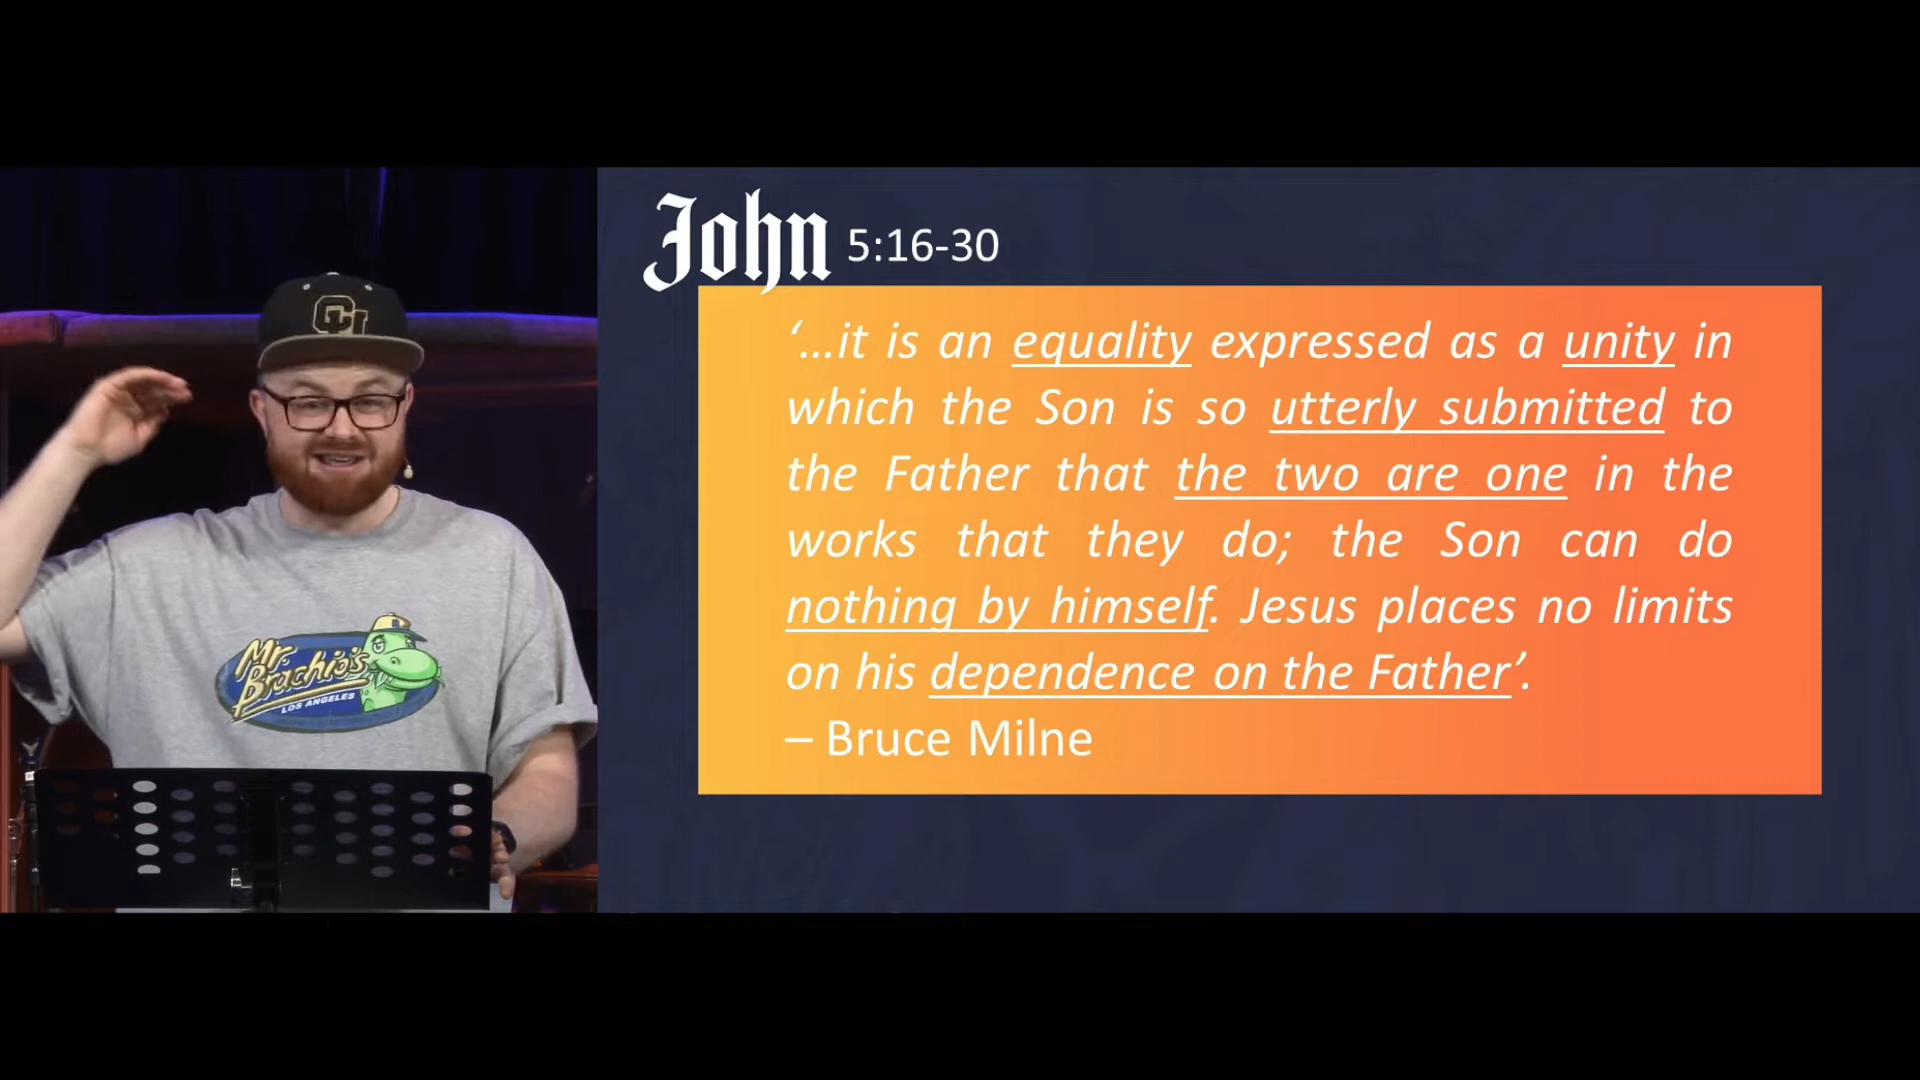 John 5:16-30
‘...it is an equality expressed as a unity in
which the Son is so utterly submitted to
the Father that the two are one in the
works that they do; the Son can do
nothing by himself. Jesus places no limits
on his dependence on the Father’.
– Bruce Milne
CU
Mr.
Brachio's
LOS ANGELES